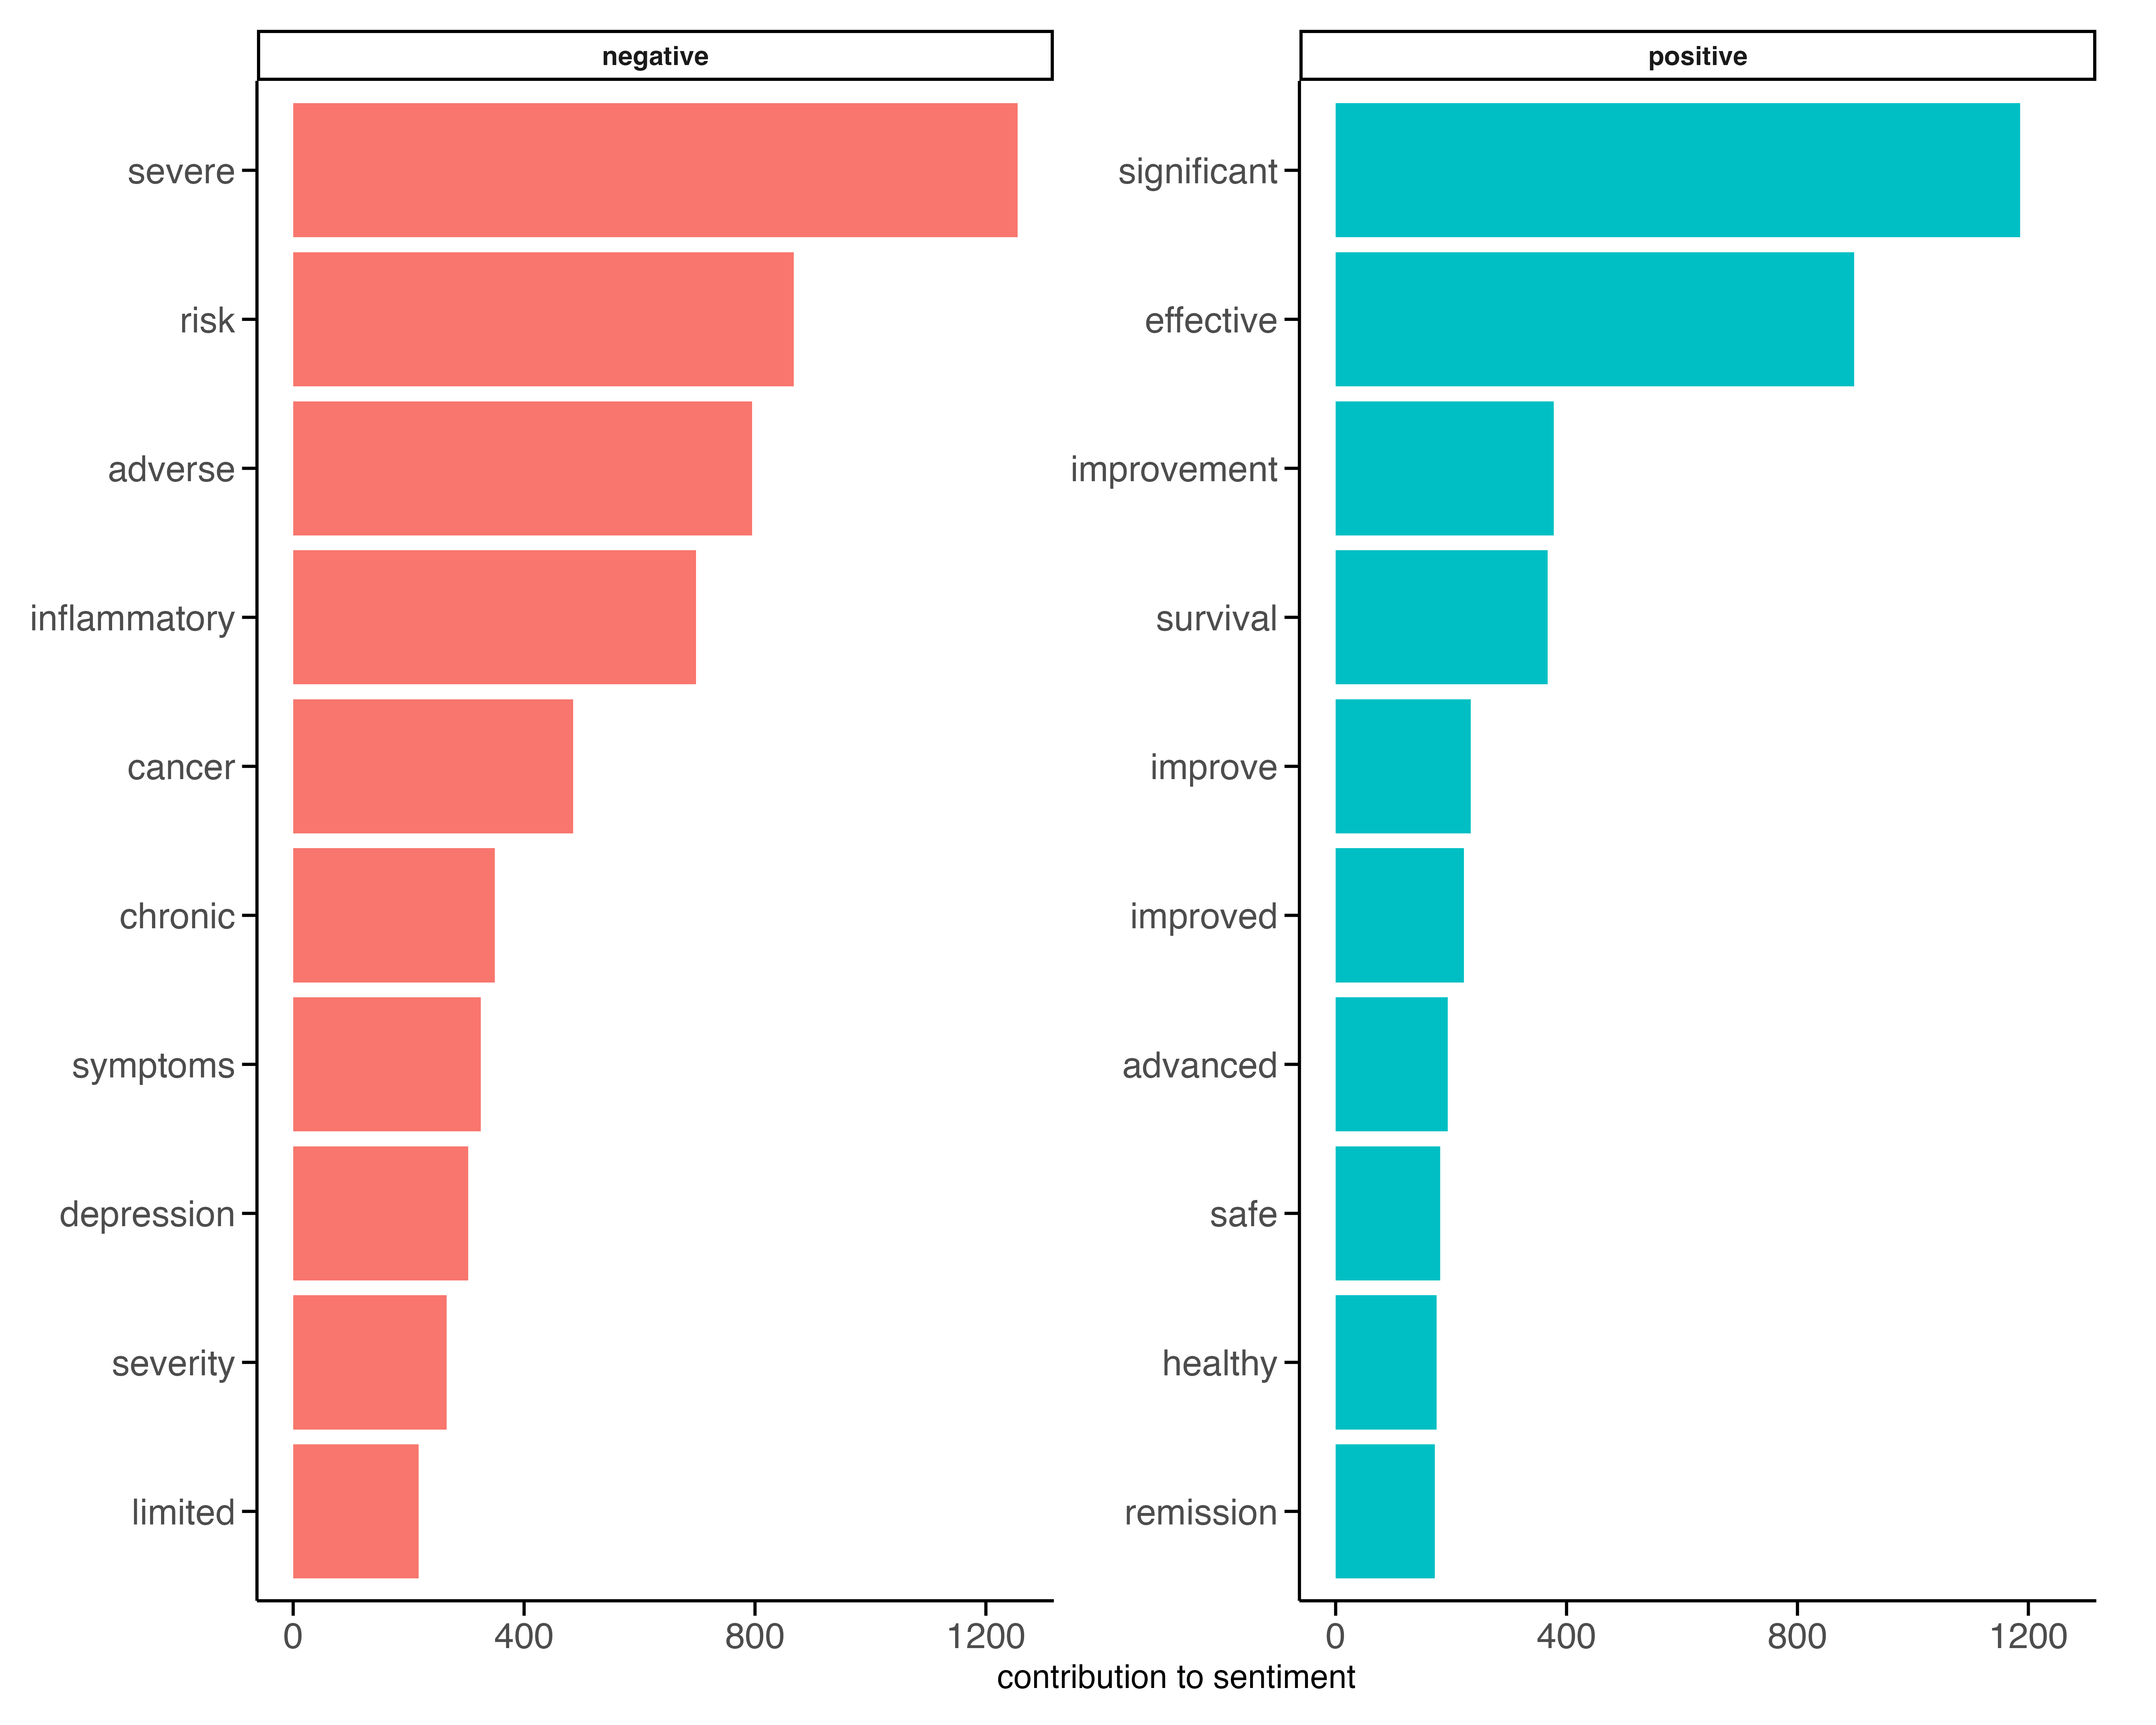 negative
severe
risk
adverse
inflammatory
cancer
chronic
symptoms
depression
severity
limited
0 400 800 1200
positive
significant
effective
improvement
survival
improve
improved
advanced
safe
healthy
remission
0 400 800 1200
contribution to sentiment